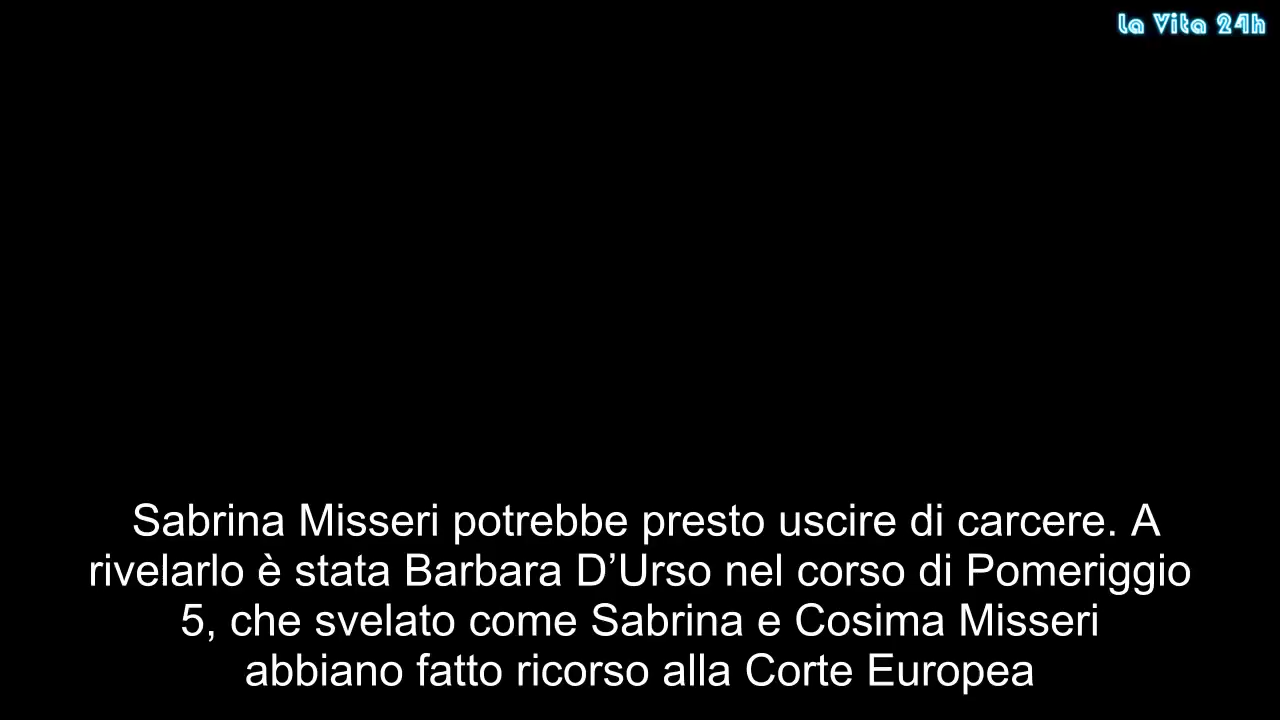 La Vita 24h
Sabrina Misseri potrebbe presto uscire di carcere. A
rivelarlo è stata Barbara D’Urso nel corso di Pomeriggio
5, che svelato come Sabrina e Cosima Misseri
abbiano fatto ricorso alla Corte Europea